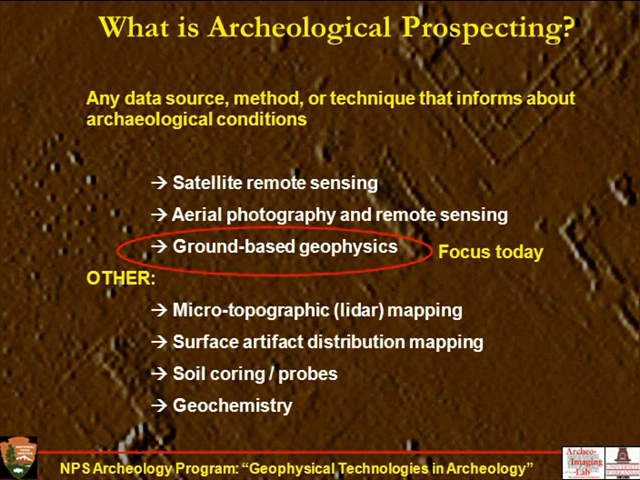 What is Archeological Prospecting?
Any data source, method, or technique that informs about
archaeological conditions
→ Satellite remote sensing
→ Aerial photography and remote sensing
→ Ground-based geophysics
Focus today
OTHER:
→ Micro-topographic (lidar) mapping
→ Surface artifact distribution mapping
→ Soil coring / probes
→ Geochemistry
NPS Archeology Program: “Geophysical Technologies in Archeology”
Archeo-
Imaging
Lab